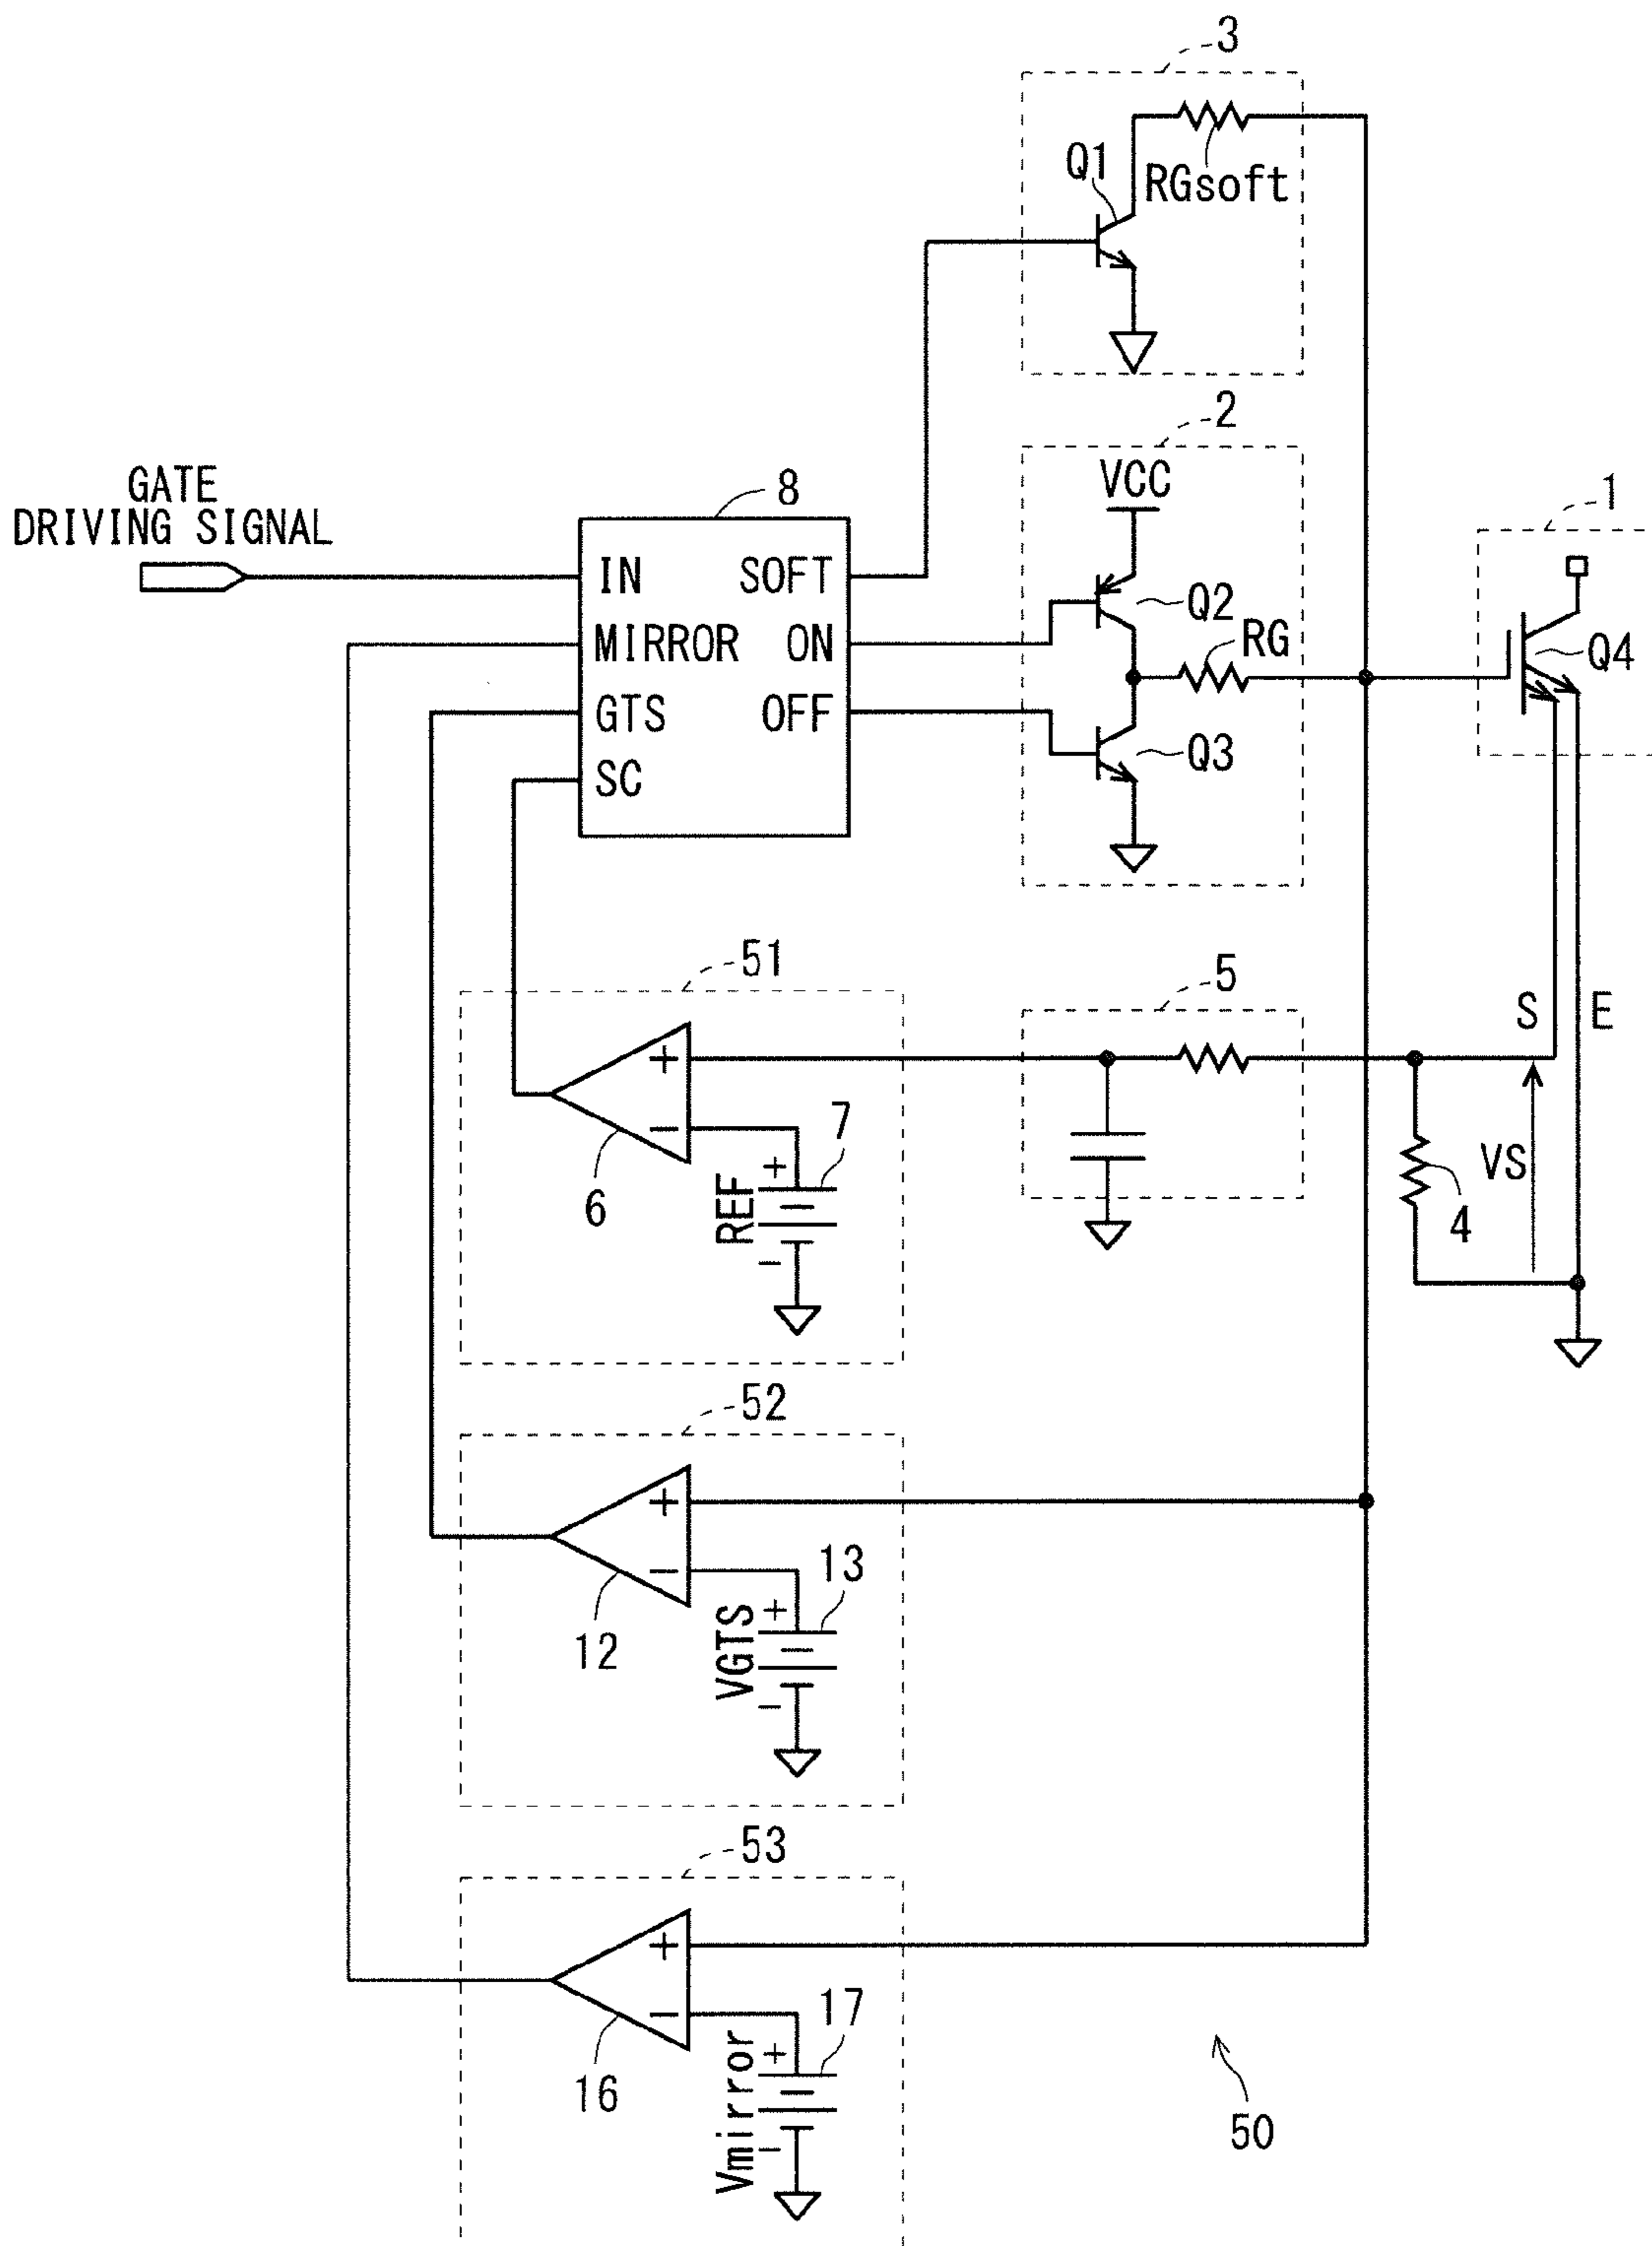 3
Q1
RGsoft
2
VCC
GATE
DRIVING SIGNAL
8
1
IN
SOFT
Q2
MIRROR
ON
RG
Q4
GTS
OFF
Q3
SC
51
5
S
E
+
7
−
+
6
REF
−
VS
4
52
+
13
−
+
12
VGTS
−
53
+
17
−
+
16
Vmirror
−
50